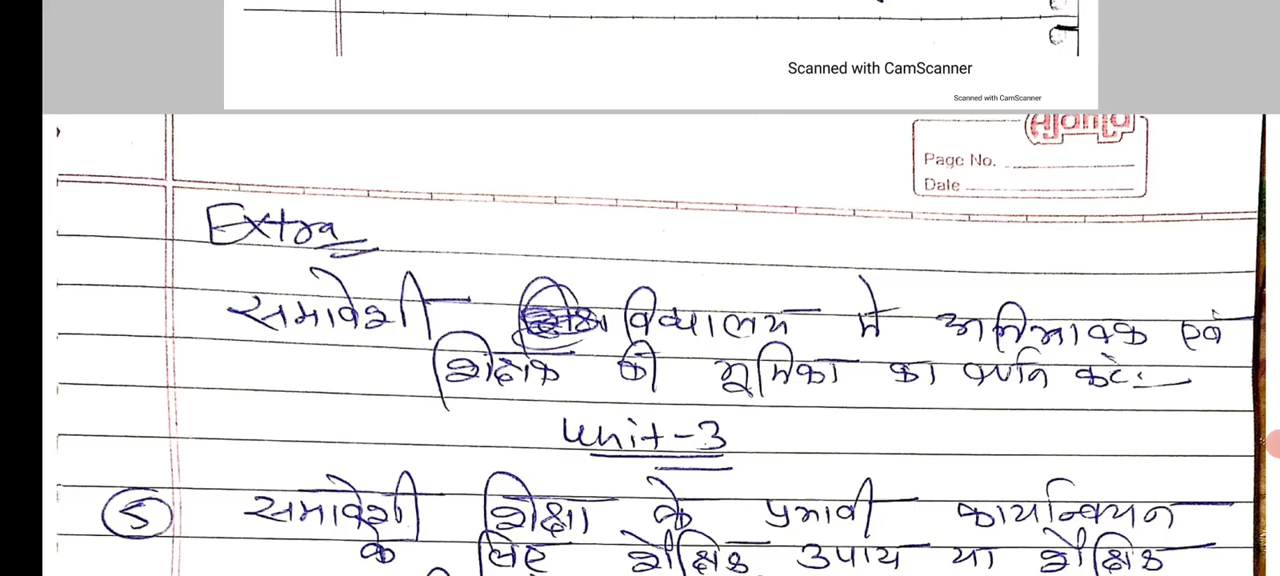 Scanned with CamScanner
Scanned with CamScanner
Page No.
Date
Extra
समावेशी विद्यालय मे अभिभावक एवं
शिक्षक की भूमिका का वर्णन करे:—
Unit-3
5 समावेशी शिक्षा के प्रभावी कार्यान्वयन
के लिए शैक्षिक उपाय या शैक्षिक